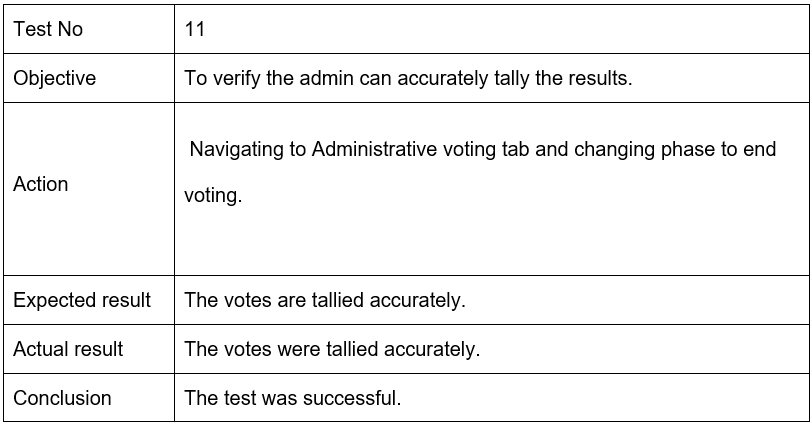 Test No 11
Objective To verify the admin can accurately tally the results.
Action Navigating to Administrative voting tab and changing phase to end
voting.
Expected result The votes are tallied accurately.
Actual result The votes were tallied accurately.
Conclusion The test was successful.